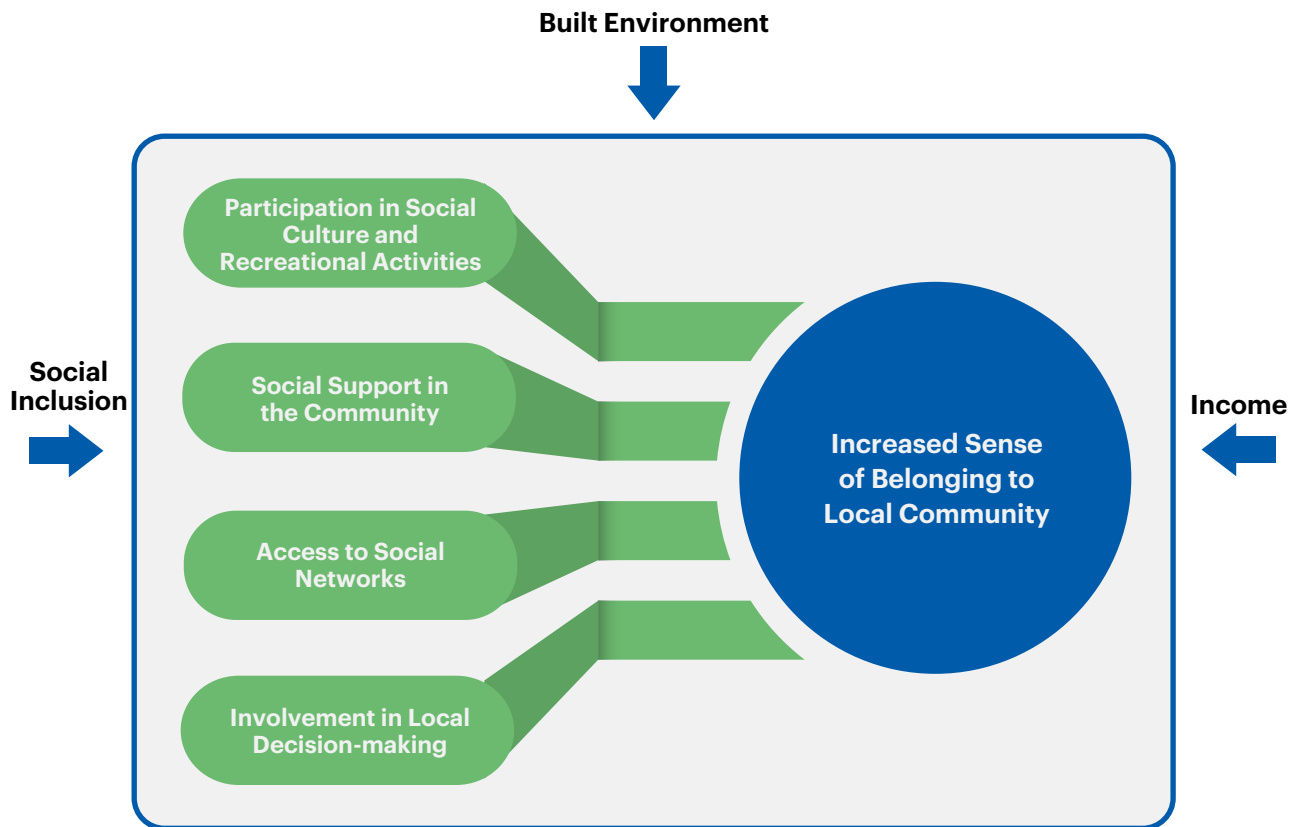 Built Environment
Participation in Social
Culture and
Recreational Activities
Social Support in
the Community
Access to Social
Networks
Involvement in Local
Decision-making
Social
Inclusion
Increased Sense
of Belonging to
Local Community
Income